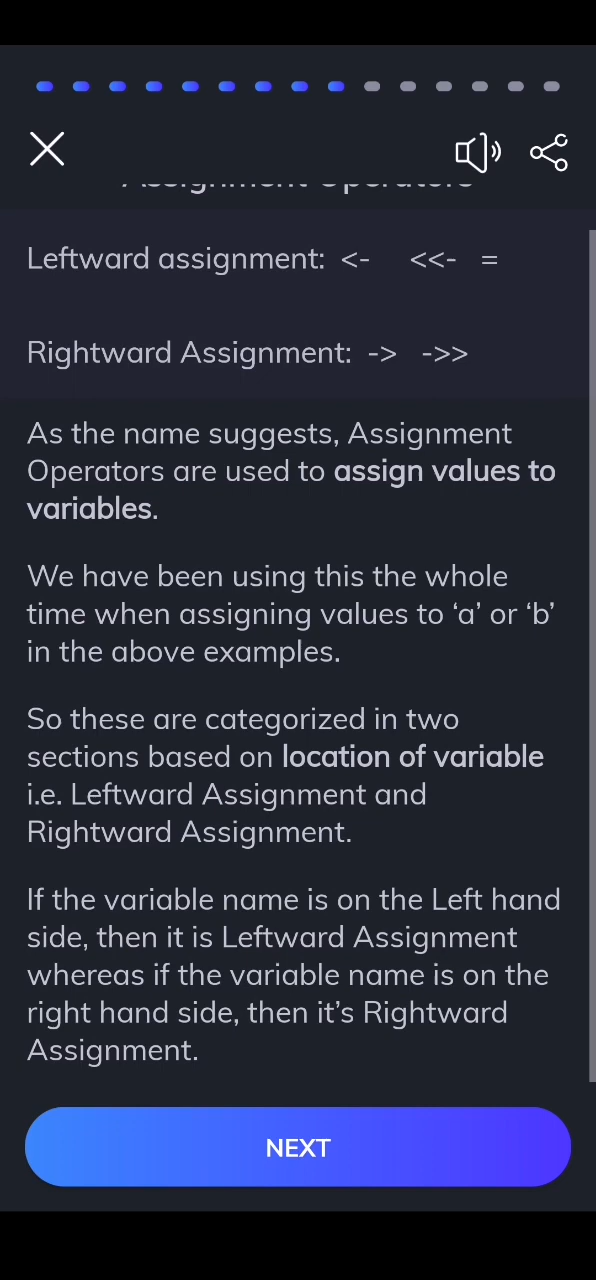 Assignment Operators
Leftward assignment: <- <<- =
Rightward Assignment: -> ->>
As the name suggests, Assignment
Operators are used to assign values to
variables.
We have been using this the whole
time when assigning values to ‘a’ or ‘b’
in the above examples.
So these are categorized in two
sections based on location of variable
i.e. Leftward Assignment and
Rightward Assignment.
If the variable name is on the Left hand
side, then it is Leftward Assignment
whereas if the variable name is on the
right hand side, then it’s Rightward
Assignment.
NEXT